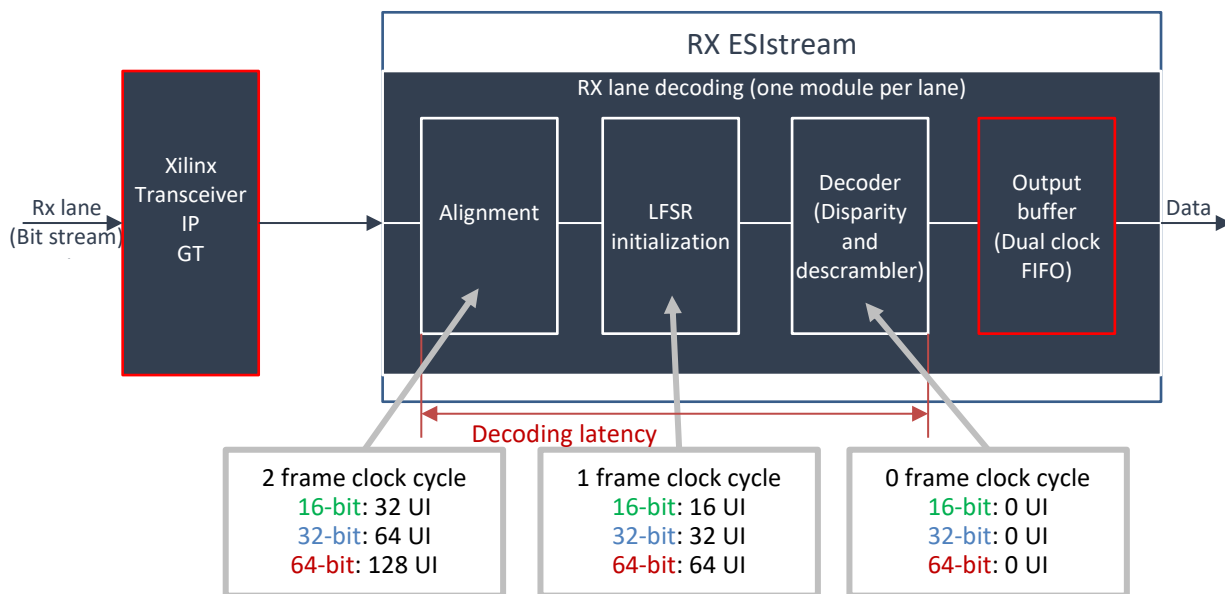 RX ESIstream
RX lane decoding (one module per lane)
Rx lane
(Bit stream)
Xilinx
Transceiver
IP
GT
Alignment
LFSR
initialization
Decoder
(Disparity
and
descrambler)
Output
buffer
(Dual clock
FIFO)
Data
Decoding latency
2 frame clock cycle
16-bit: 32 UI
32-bit: 64 UI
64-bit: 128 UI
1 frame clock cycle
16-bit: 16 UI
32-bit: 32 UI
64-bit: 64 UI
0 frame clock cycle
16-bit: 0 UI
32-bit: 0 UI
64-bit: 0 UI